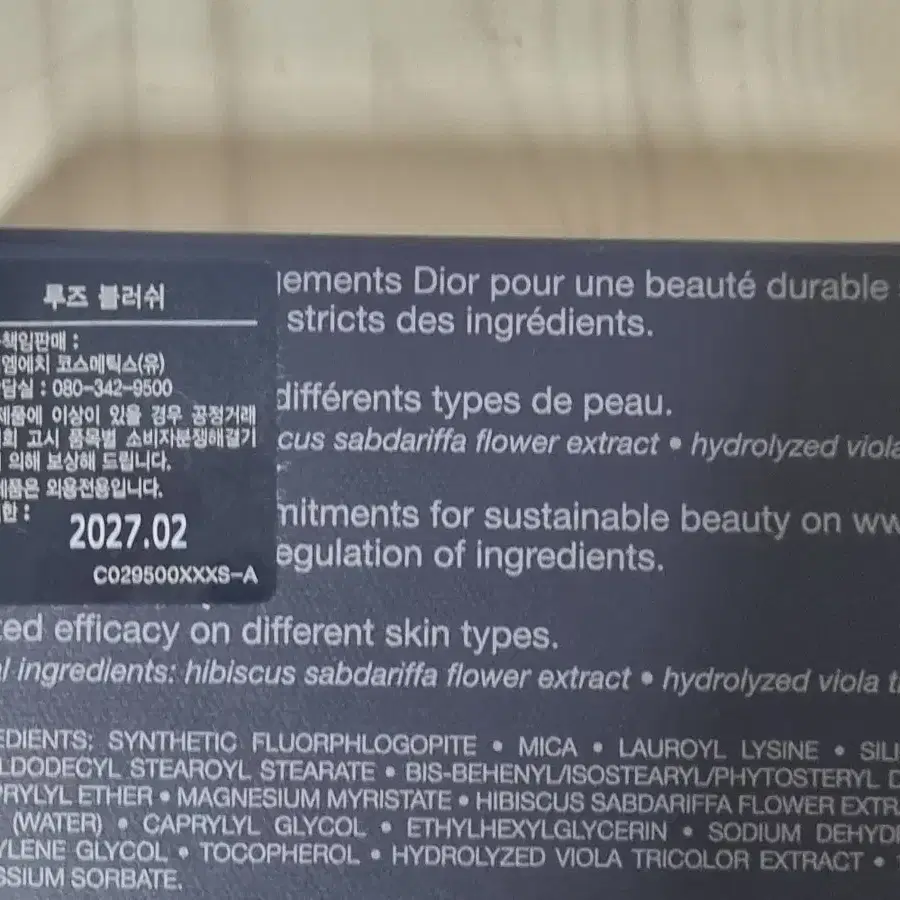 루즈 블러쉬
책임판매 :
엠에치 코스메틱스(유)
담실 : 080-342-9500
제품에 이상이 있을 경우 공정거래
회 고시 품목별 소비자분쟁해결기
의해 보상해 드립니다.
제품은 외용전용입니다.
한 :
2027.02
C029500XXXS-A
ements Dior pour une beauté durable
stricts des ingrédients.
différents types de peau.
cus sabdariffa flower extract • hydrolyzed viola
mitments for sustainable beauty on ww
egulation of ingredients.
ted efficacy on different skin types.
l ingredients: hibiscus sabdariffa flower extract • hydrolyzed viola t
EDIENTS: SYNTHETIC FLUORPHLOGOPITE • MICA • LAUROYL LYSINE • SILI
LDODECYL STEAROYL STEARATE • BIS-BEHENYL/ISOSTEARYL/PHYTOSTERYL D
PRYLYL ETHER • MAGNESIUM MYRISTATE • HIBISCUS SABDARIFFA FLOWER EXTR
(WATER) • CAPRYLYL GLYCOL • ETHYLHEXYLGLYCERIN • SODIUM DEHYD
YLENE GLYCOL • TOCOPHEROL • HYDROLYZED VIOLA TRICOLOR EXTRACT •
SSIUM SORBATE.